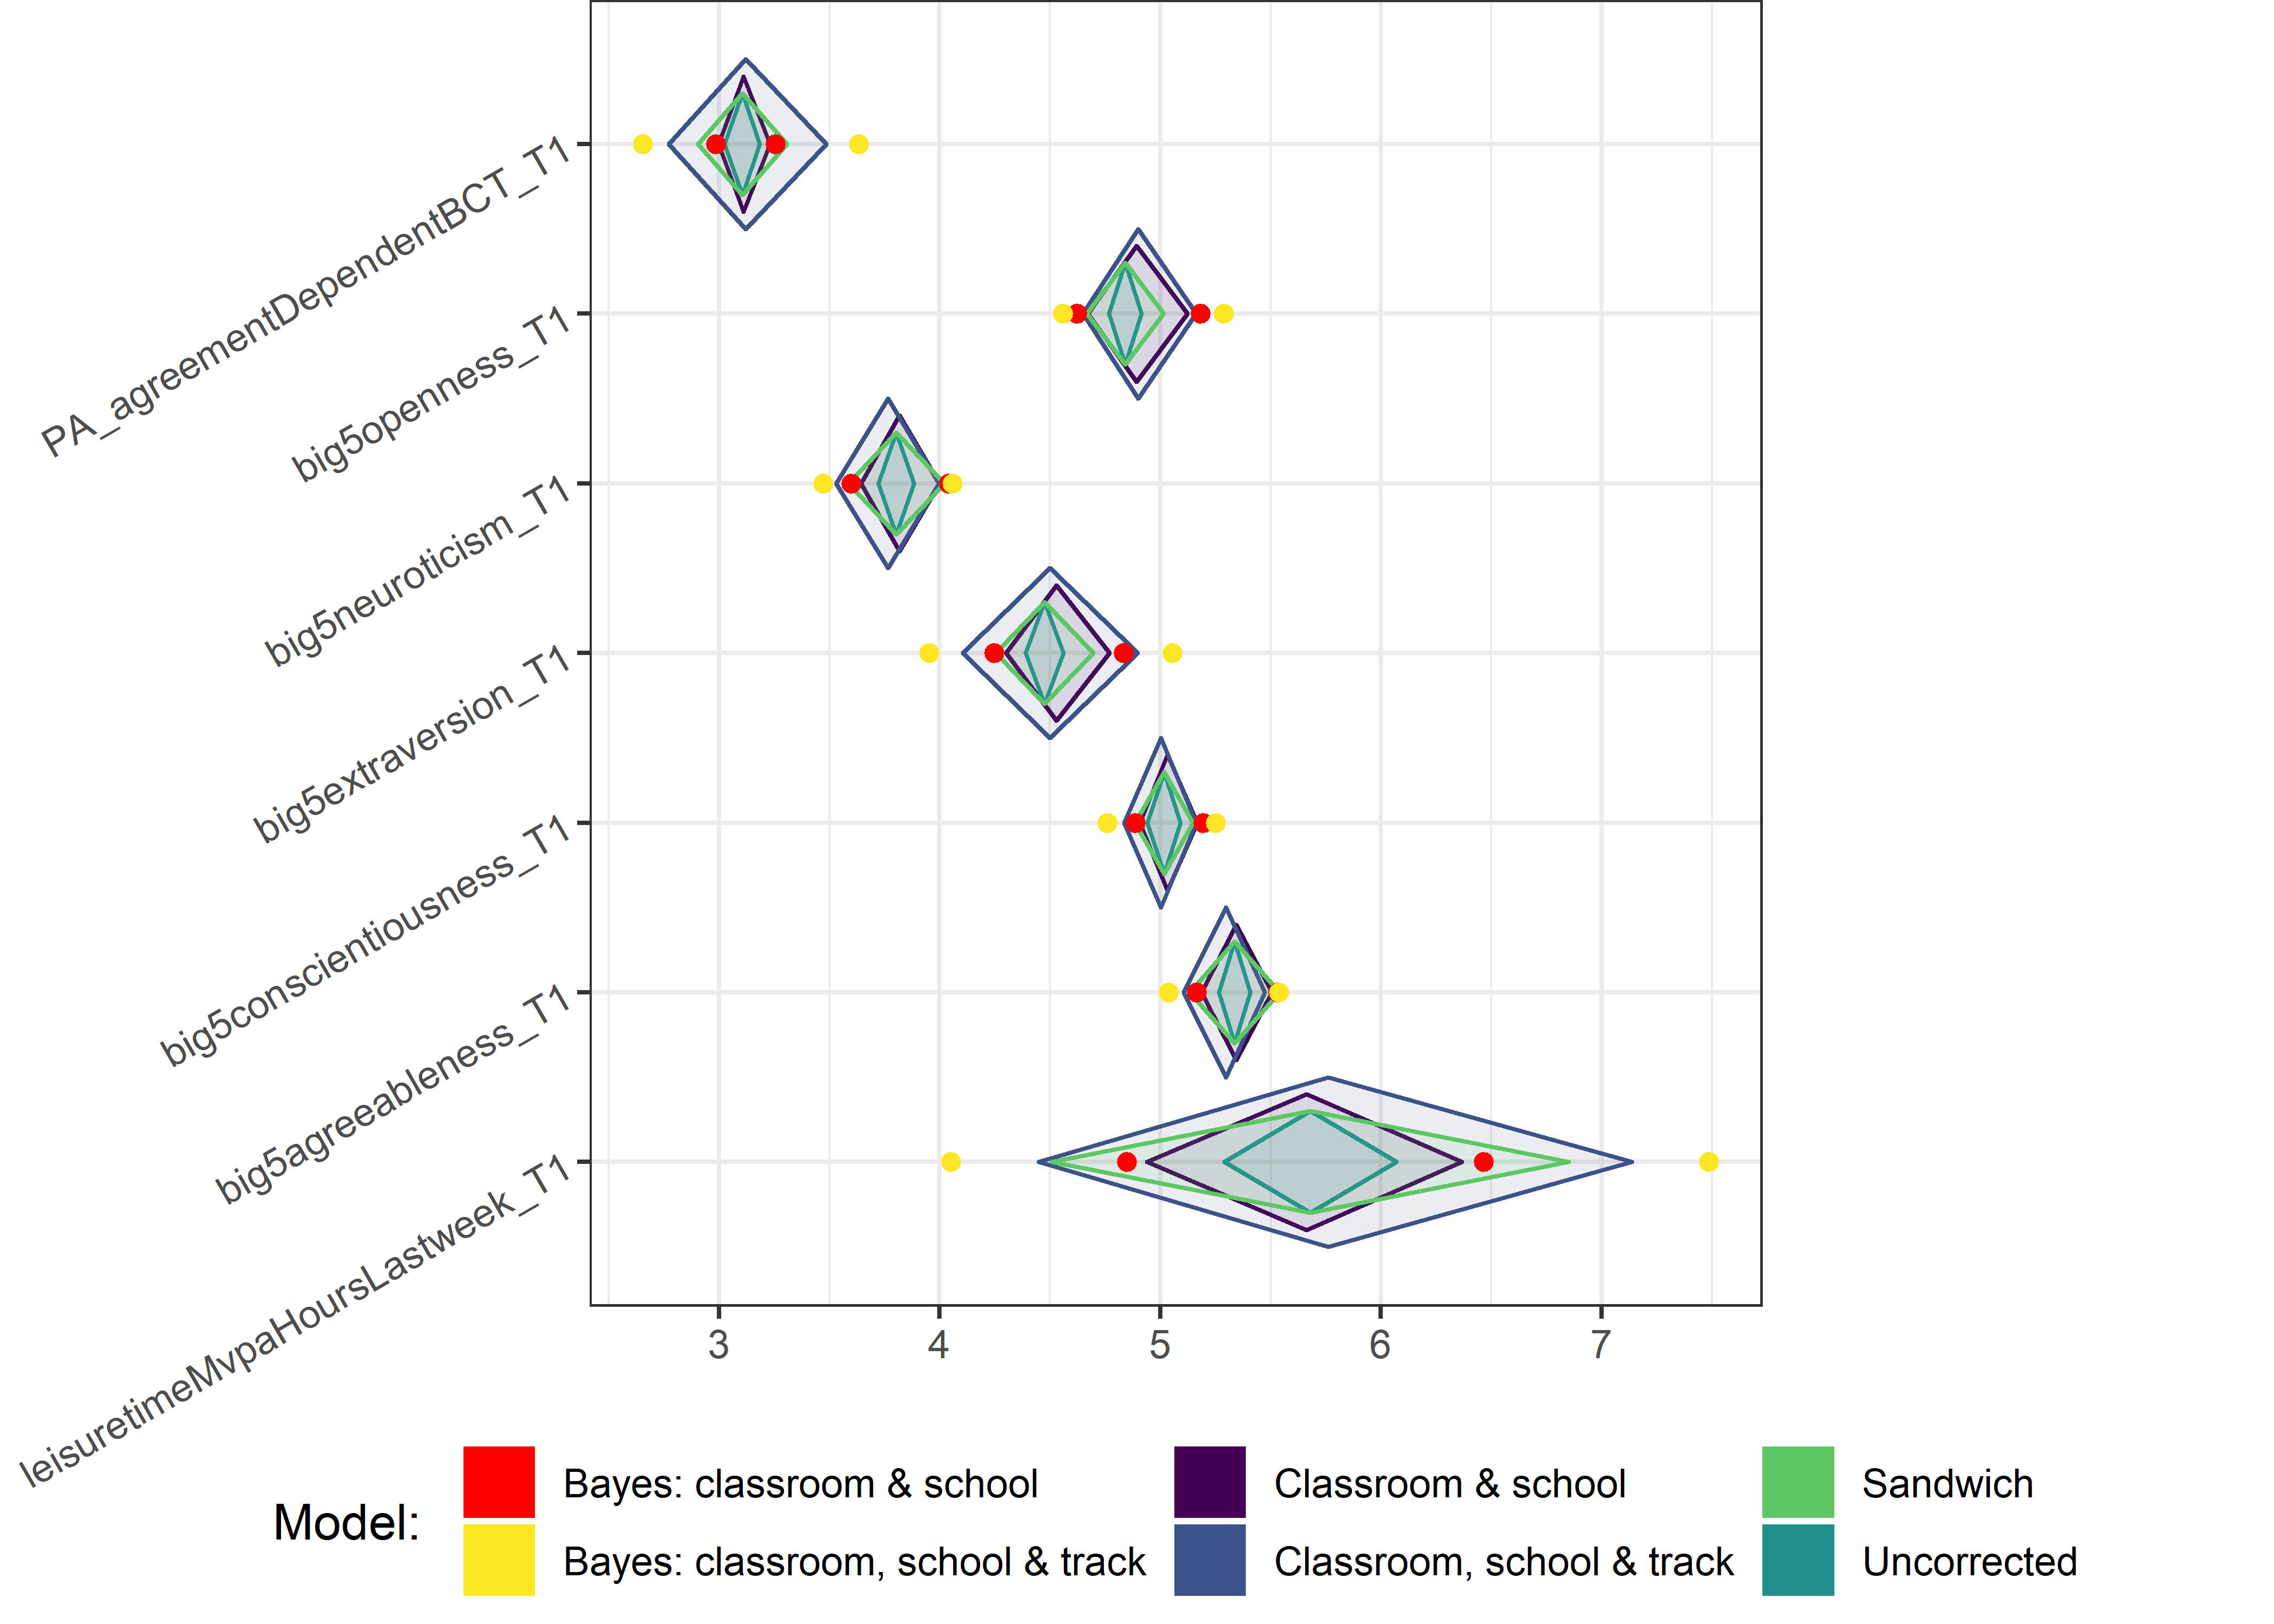 PA_agreementDependentBCT_T1
big5openness_T1
big5neuroticism_T1
big5extraversion_T1
big5conscientiousness_T1
big5agreeableness_T1
leisuretimeMvpaHoursLastweek_T1
3 4 5 6 7
Model:
Bayes: classroom & school Classroom & school Sandwich
Bayes: classroom, school & track Classroom, school & track Uncorrected